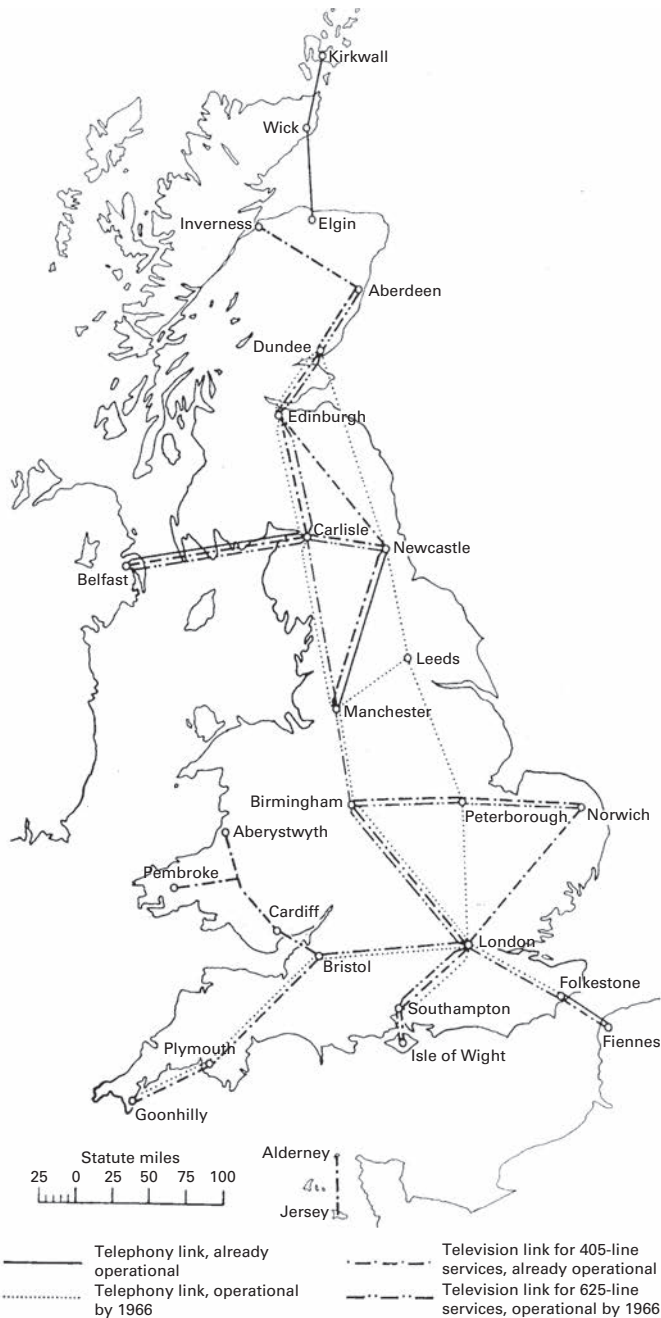 Kirkwall
Wick
Inverness
Elgin
Aberdeen
Dundee
Edinburgh
Carlisle
Newcastle
Belfast
Leeds
Manchester
Birmingham
Peterborough
Norwich
Aberystwyth
Pembroke
Cardiff
London
Bristol
Folkestone
Southampton
Fiennes
Plymouth
Isle of Wight
Goonhilly
Statute miles
25 0 25 50 75 100
Alderney
Jersey
Telephony link, already
operational
Telephony link, operational
by 1966
Television link for 405-line
services, already operational
Television link for 625-line
services, operational by 1966